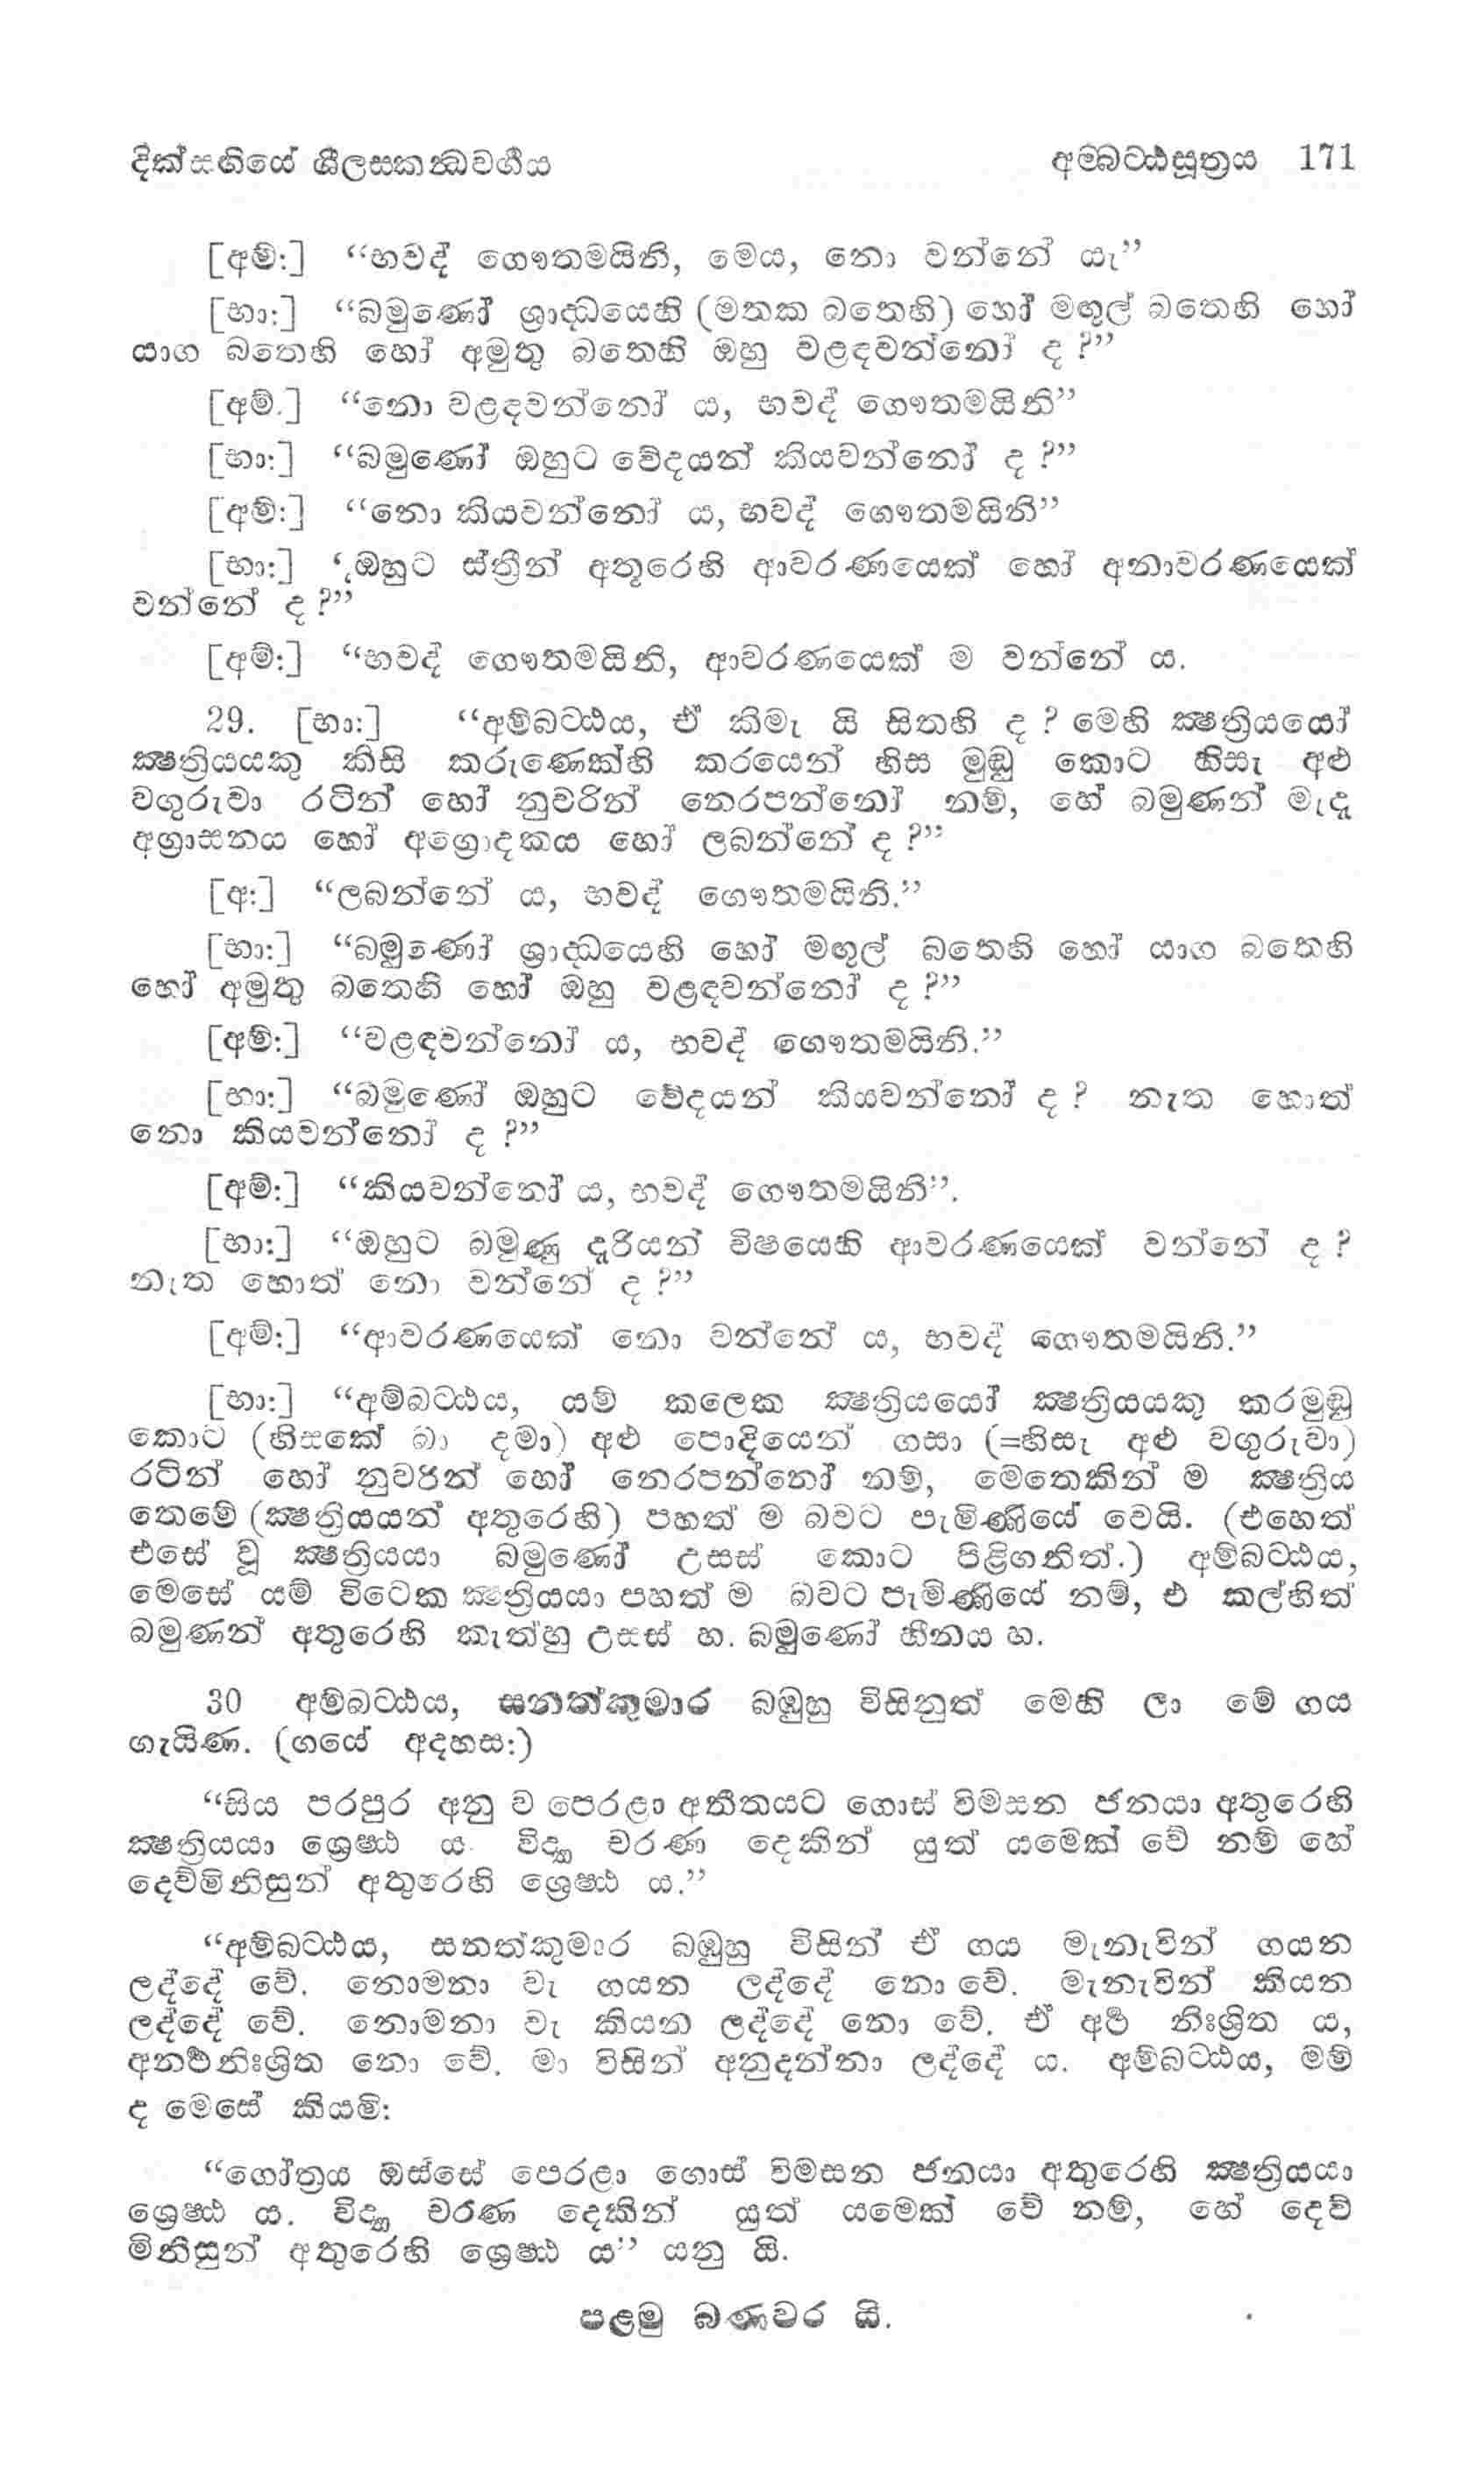 දික්සඟියේ ශීලසකන්‍ධවර්‍ගය අම්බට්ඨසූත්‍රය 171
[අම්:] “භවද් ගෞතමයිනි, මෙය, නො වන්නේ යැ”
[භා:] “බමුණෝ ශ්‍රාද්ධයෙහි (මතක බතෙහි) හෝ මඟුල් බතෙහි හෝ
යාග බතෙහි හෝ අමුතු බතෙහි ඔහු වළඳවන්නෝ ද ?”
[අම්.] “නො වළඳවන්නෝ ය, භවද් ගෞතමයිනි”
[භා:] “බමුණෝ ඔහුට වේදයන් කියවන්නෝ ද ?”
[අම්:] “නො කියවන්නෝ ය, භවද් ගෞතමයිනි”
[භා:] “ඔහුට ස්ත්‍රීන් අතුරෙහි ආවරණයෙක් හෝ අනාවරණයෙක්
වන්නේ ද ?”
[අම්:] “භවද් ගෞතමයිනි, ආවරණයෙක් ම වන්නේ ය.
29. [භා:] “අම්බට්ඨය, ඒ කිමැ යි සිතහි ද ? මෙහි ක්‍ෂත්‍රියයෝ
ක්‍ෂත්‍රියයකු කිසි කරුණෙක්හි කරයෙන් හිස මුඬු කොට හිසැ අළු
වගුරුවා රටින් හෝ නුවරින් නෙරපන්නෝ නම්, හේ බමුණන් මැදැ
අග්‍රාසනය හෝ අග්‍රොදකය හෝ ලබන්නේ ද ?”
[අ:] “ලබන්නේ ය, භවද් ගෞතමයිනි.”
[භා:] “බමුණෝ ශ්‍රාද්ධයෙහි හෝ මඟුල් බතෙහි හෝ යාග බතෙහි
හෝ අමුතු බතෙහි හෝ ඔහු වළඳවන්නෝ ද ?”
[අම්:] “වළඳවන්නෝ ය, භවද් ගෞතමයිනි.”
[භා:] “බමුණෝ ඔහුට වේදයන් කියවන්නෝ ද ? නැත හොත්
නො කියවන්නෝ ද ?”
[අම්:] “කියවන්නෝ ය, භවද් ගෞතමයිනි”.
[භා:] “ඔහුට බමුණු දැරියන් විෂයෙහි ආවරණයෙක් වන්නේ ද ?
නැත හොත් නො වන්නේ ද ?”
[අම්:] “ආවරණයෙක් නො වන්නේ ය, භවද් ගෞතමයිනි.”
[භා:] “අම්බට්ඨය, යම් කලෙක ක්‍ෂත්‍රියයෝ ක්‍ෂත්‍රියයකු කරමුඬු
කොට (හිසකේ බා දමා) අළු පොදියෙන් ගසා (=හිසැ අළු වගුරුවා)
රටින් හෝ නුවරින් හෝ නෙරපන්නෝ නම්, මෙතෙකින් ම ක්‍ෂත්‍රිය
තෙමේ (ක්‍ෂත්‍රියයන් අතුරෙහි) පහත් ම බවට පැමිණියේ වෙයි. (එහෙත්
එසේ වූ ක්‍ෂත්‍රියයා බමුණෝ උසස් කොට පිළිගනිත්.) අම්බට්ඨය,
මෙසේ යම් විටෙක ක්‍ෂත්‍රියයා පහත් ම බවට පැමිණියේ නම්, එ කල්හිත්
බමුණන් අතුරෙහි කැත්හු උසස් හ. බමුණෝ හීනය හ.
30 අම්බට්ඨය, සනත්කුමාර බඹුහු විසිනුත් මෙහි ලා මේ ගය
ගැයිණ. (ගයේ අදහස:)
“සිය පරපුර අනු ව පෙරළා අතීතයට ගොස් විමසන ජනයා අතුරෙහි
ක්‍ෂත්‍රියයා ශ්‍රෙෂ්ඨ ය. විද්‍යා චරණ දෙකින් යුත් යමෙක් වේ නම් හේ
දෙව්මිනිසුන් අතුරෙහි ශ්‍රෙෂ්ඨ ය.”
“අම්බට්ඨය, සනත්කුමාර බඹුහු විසින් ඒ ගය මැනැවින් ගයන
ලද්දේ වේ. නොමනා වැ ගයන ලද්දේ නො වේ. මැනැවින් කියන
ලද්දේ වේ. නොමනා වැ කියන ලද්දේ නො වේ. ඒ අර්‍ථ නිඃශ්‍රිත ය,
අනර්‍ථනිඃශ්‍රිත නො වේ. මා විසින් අනුදන්නා ලද්දේ ය. අම්බට්ඨය, මම්
ද මෙසේ කියමි:
“ගෝත්‍රය ඔස්සේ පෙරළා ගොස් විමසන ජනයා අතුරෙහි ක්‍ෂත්‍රියයා
ශ්‍රෙෂ්ඨ ය. විද්‍යා චරණ දෙකින් යුත් යමෙක් වේ නම්, හේ දෙව්
මිනිසුන් අතුරෙහි ශ්‍රෙෂ්ඨ ය” යනු යි.
පළමු බණවර යි.